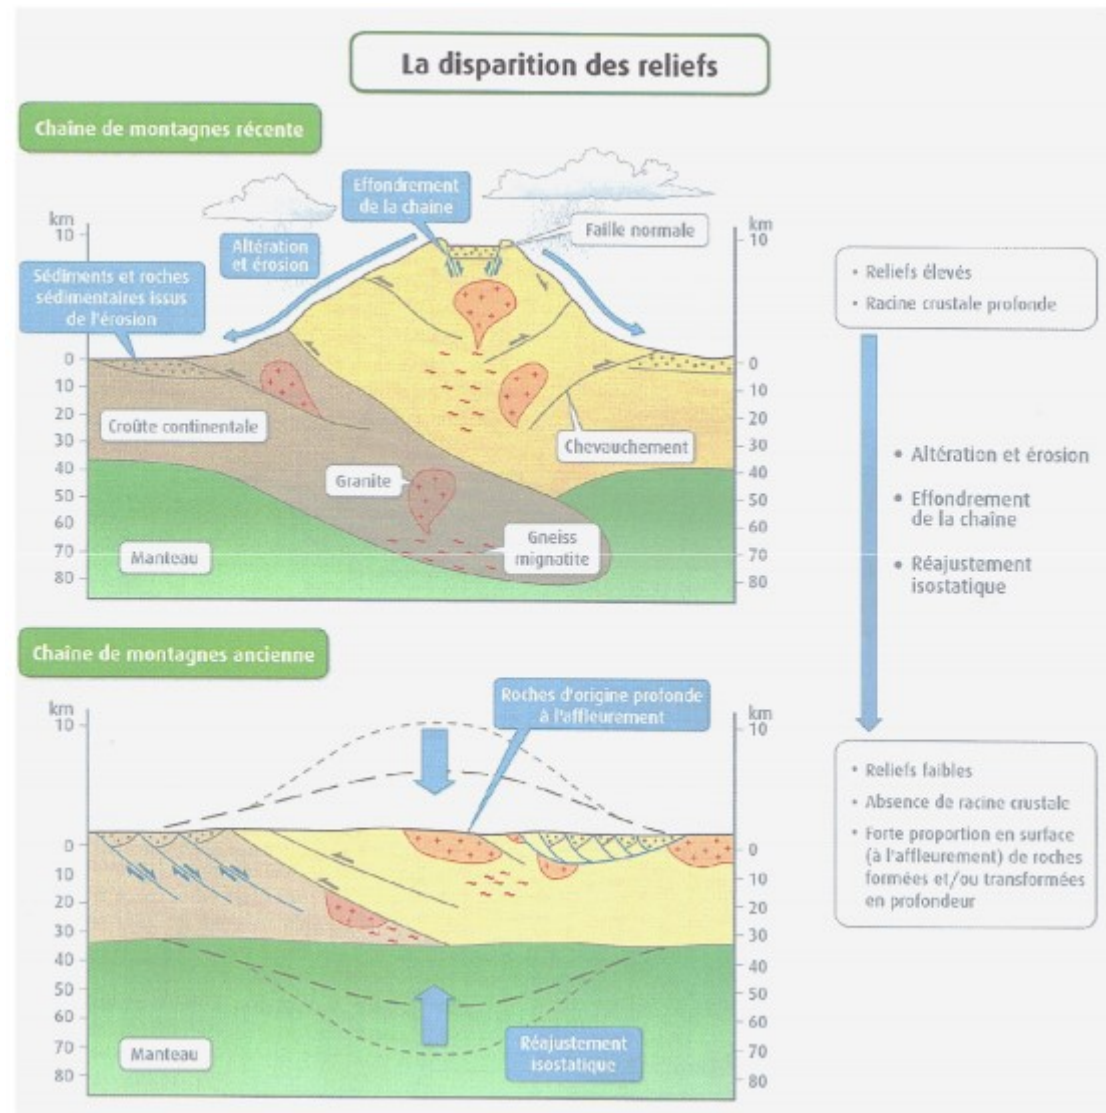 La disparition des reliefs
Chaîne de montagnes récente
Effondrement
de la chaîne
km
10
Altération
et érosion
Faille normale
km
10
Sédiments et roches
sédimentaires issus
de l'érosion
• Reliefs élevés
• Racine crustale profonde
0
10
20
30
40
50
60
70
80
0
10
20
30
40
50
60
70
80
Croûte continentale
Chevauchement
Granite
Gneiss
mignatite
Manteau
• Altération et érosion
• Effondrement
de la chaîne
• Réajustement
isostatique
Chaîne de montagnes ancienne
Roches d'origine profonde
à l'affleurement
km
10
km
10
0
10
20
30
40
50
60
70
80
0
10
20
30
40
50
60
70
80
Manteau
Réajustement
isostatique
• Reliefs faibles
• Absence de racine crustale
• Forte proportion en surface
(à l'affleurement) de roches
formées et/ou transformées
en profondeur